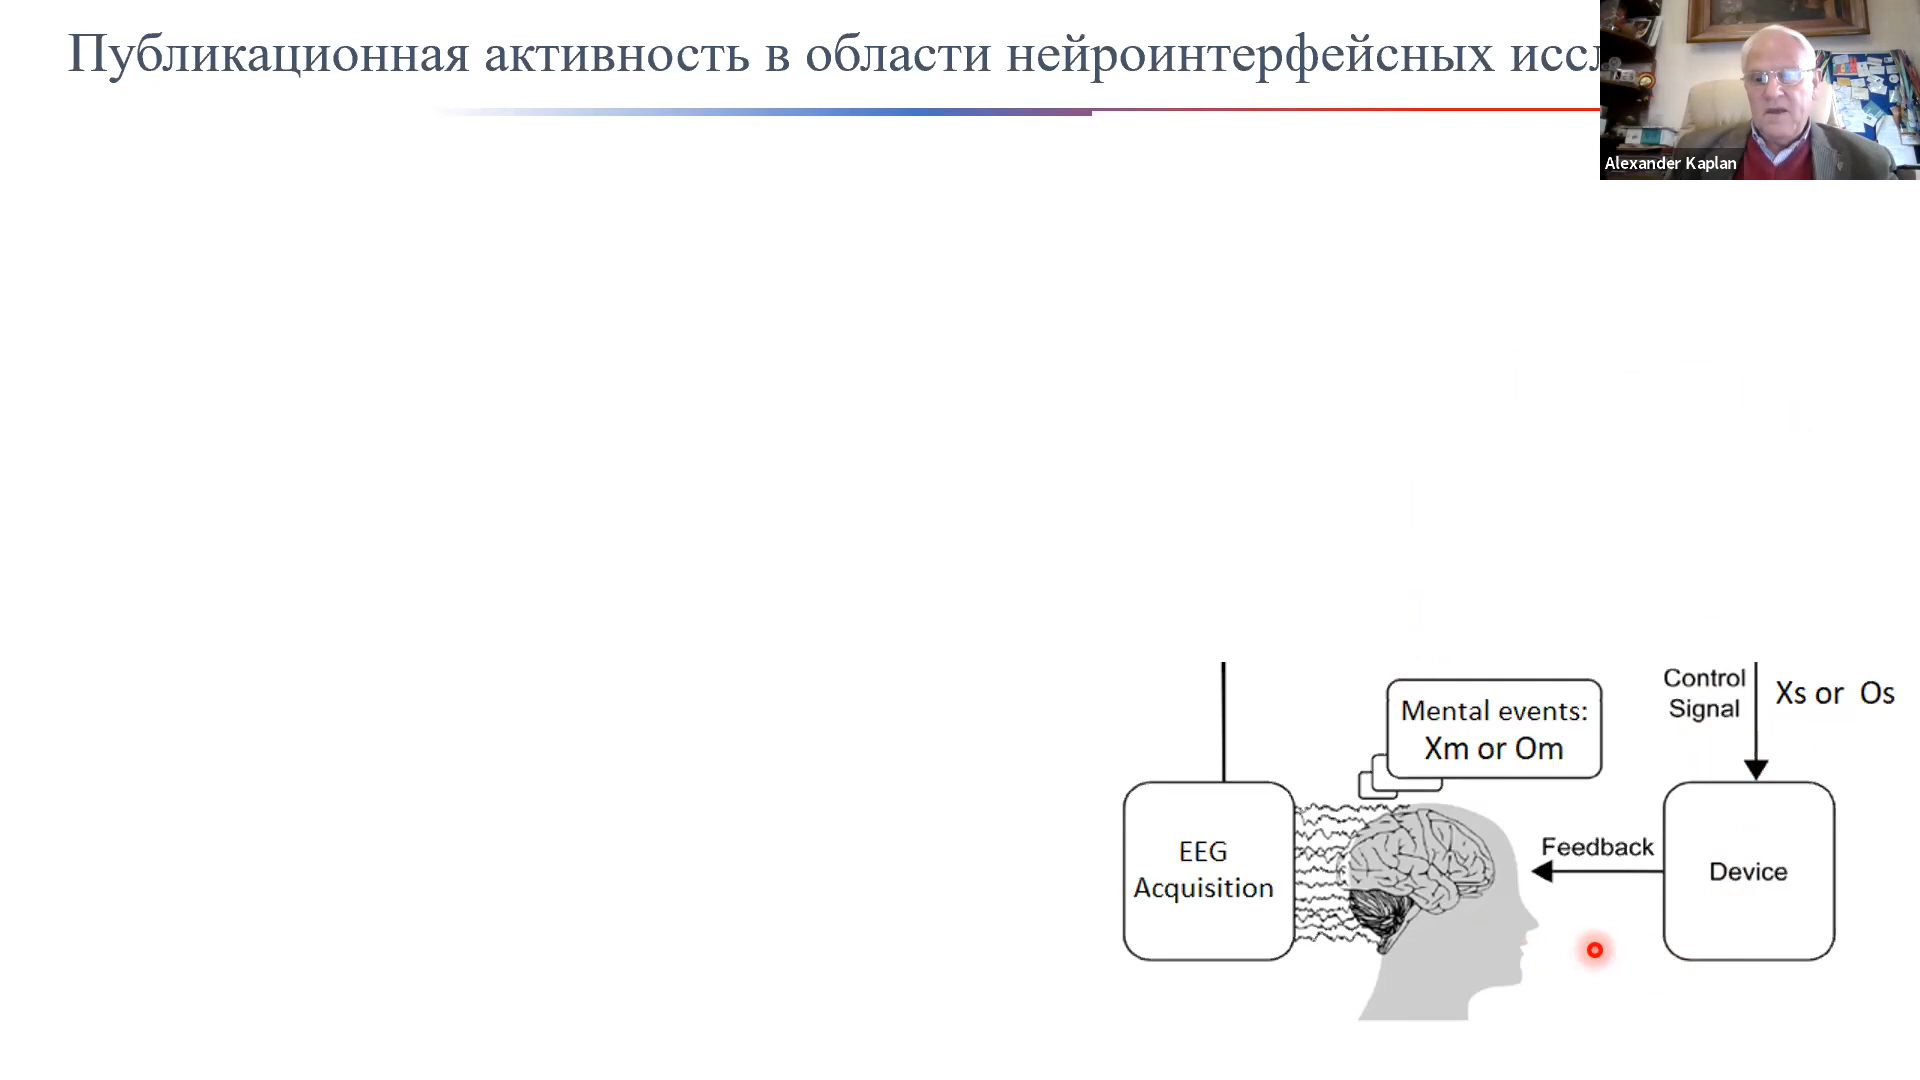 Публикационная активность в области нейроинтерфейсных
Alexander Kaplan
Control
Signal
Xs or Os
Mental events:
Xm or Om
EEG
Acquisition
Feedback
Device